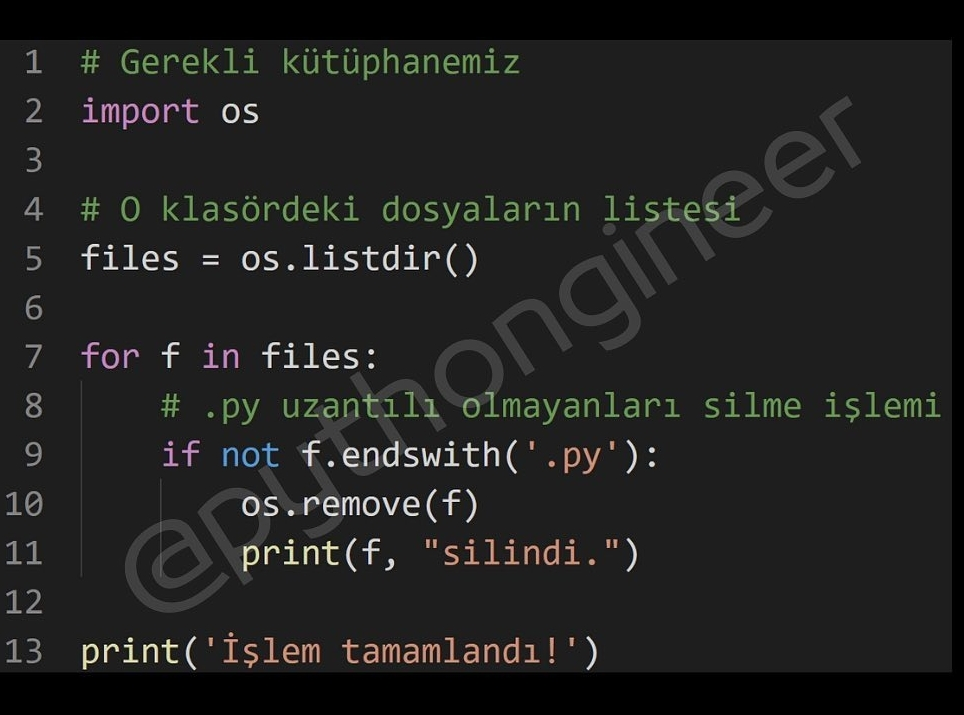 1 # Gerekli kütüphanemiz
2 import os
3
4 # O klasördeki dosyaların listesi
5 files = os.listdir()
6
7 for f in files:
8     # .py uzantılı olmayanları silme işlemi
9     if not f.endswith('.py'):
10         os.remove(f)
11         print(f, "silindi.")
12
13 print('İşlem tamamlandı!')
@pythongineer